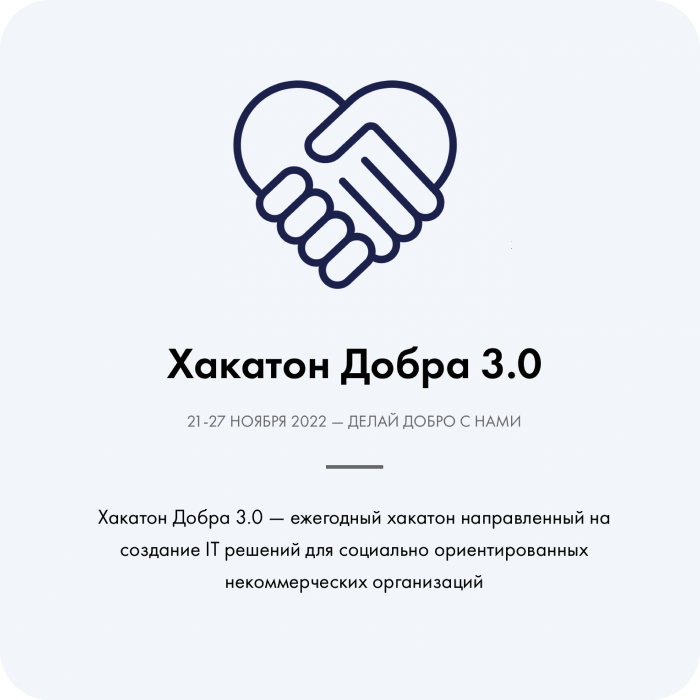 Хакатон Добра 3.0
21-27 НОЯБРЯ 2022 — ДЕЛАЙ ДОБРО С НАМИ
Хакатон Добра 3.0 — ежегодный хакатон направленный на
создание IT решений для социально ориентированных
некоммерческих организаций